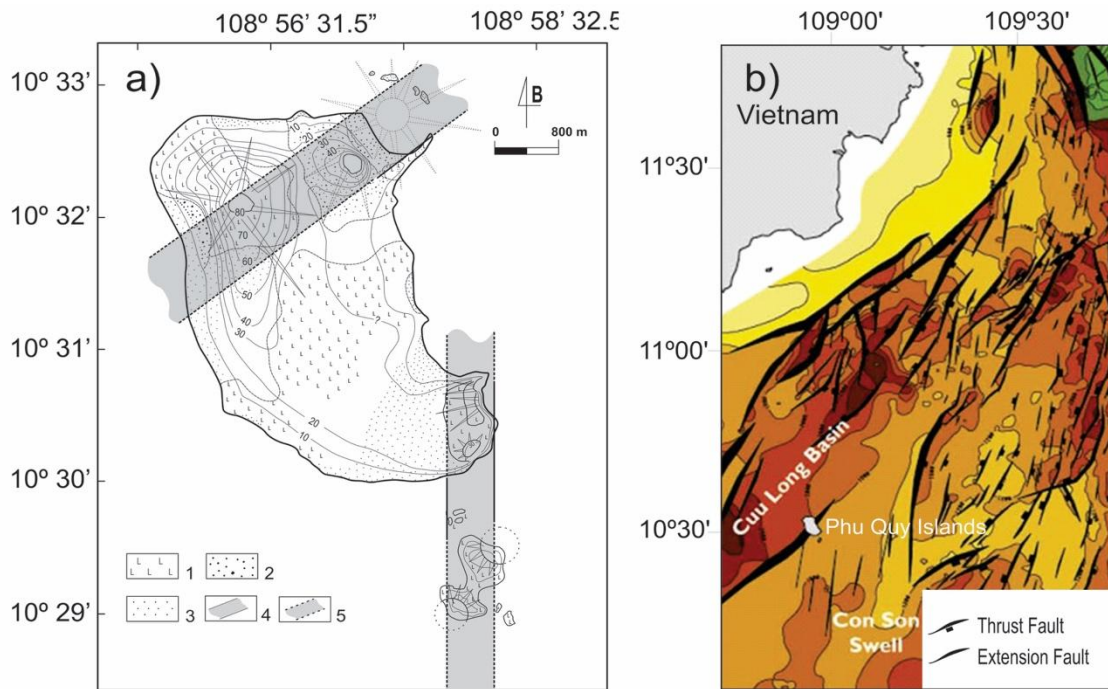 108º 56’ 31.5”
108º 58’ 32.5
109º00'
109º30'
10º 33’
10º 32’
10º 31’
10º 30’
10º 29’
a)
B
0
800 m
10
20
30
40
80
70
60
50
40
30
?
20
10
1
2
3
4
5
b)
Vietnam
11º30'
11º00'
10º30'
Cuu Long Basin
Phu Quy Islands
Con Son
Swell
Thrust Fault
Extension Fault